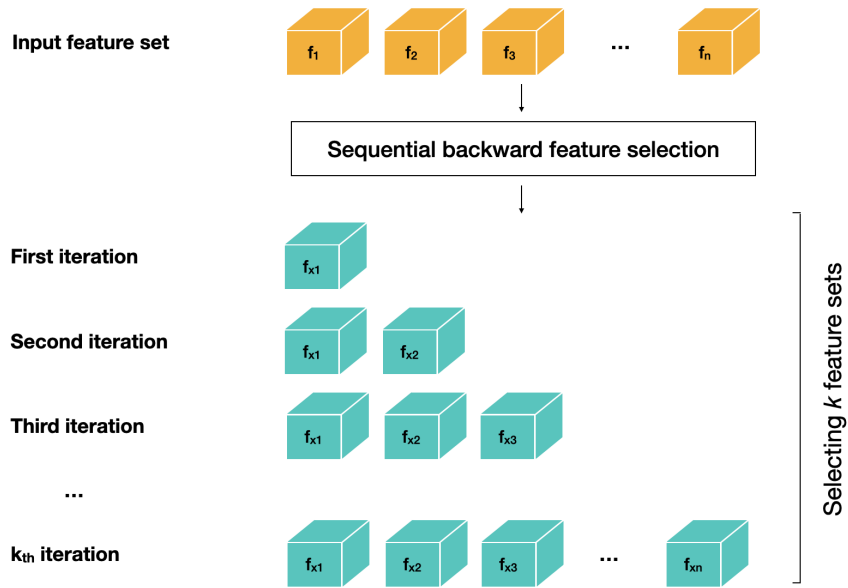 Input feature set
f1 f2 f3 ... fn
Sequential backward feature selection
First iteration
fx1
Second iteration
fx1 fx2
Third iteration
fx1 fx2 fx3
...
kth iteration
fx1 fx2 fx3 ... fxn
Selecting k feature sets